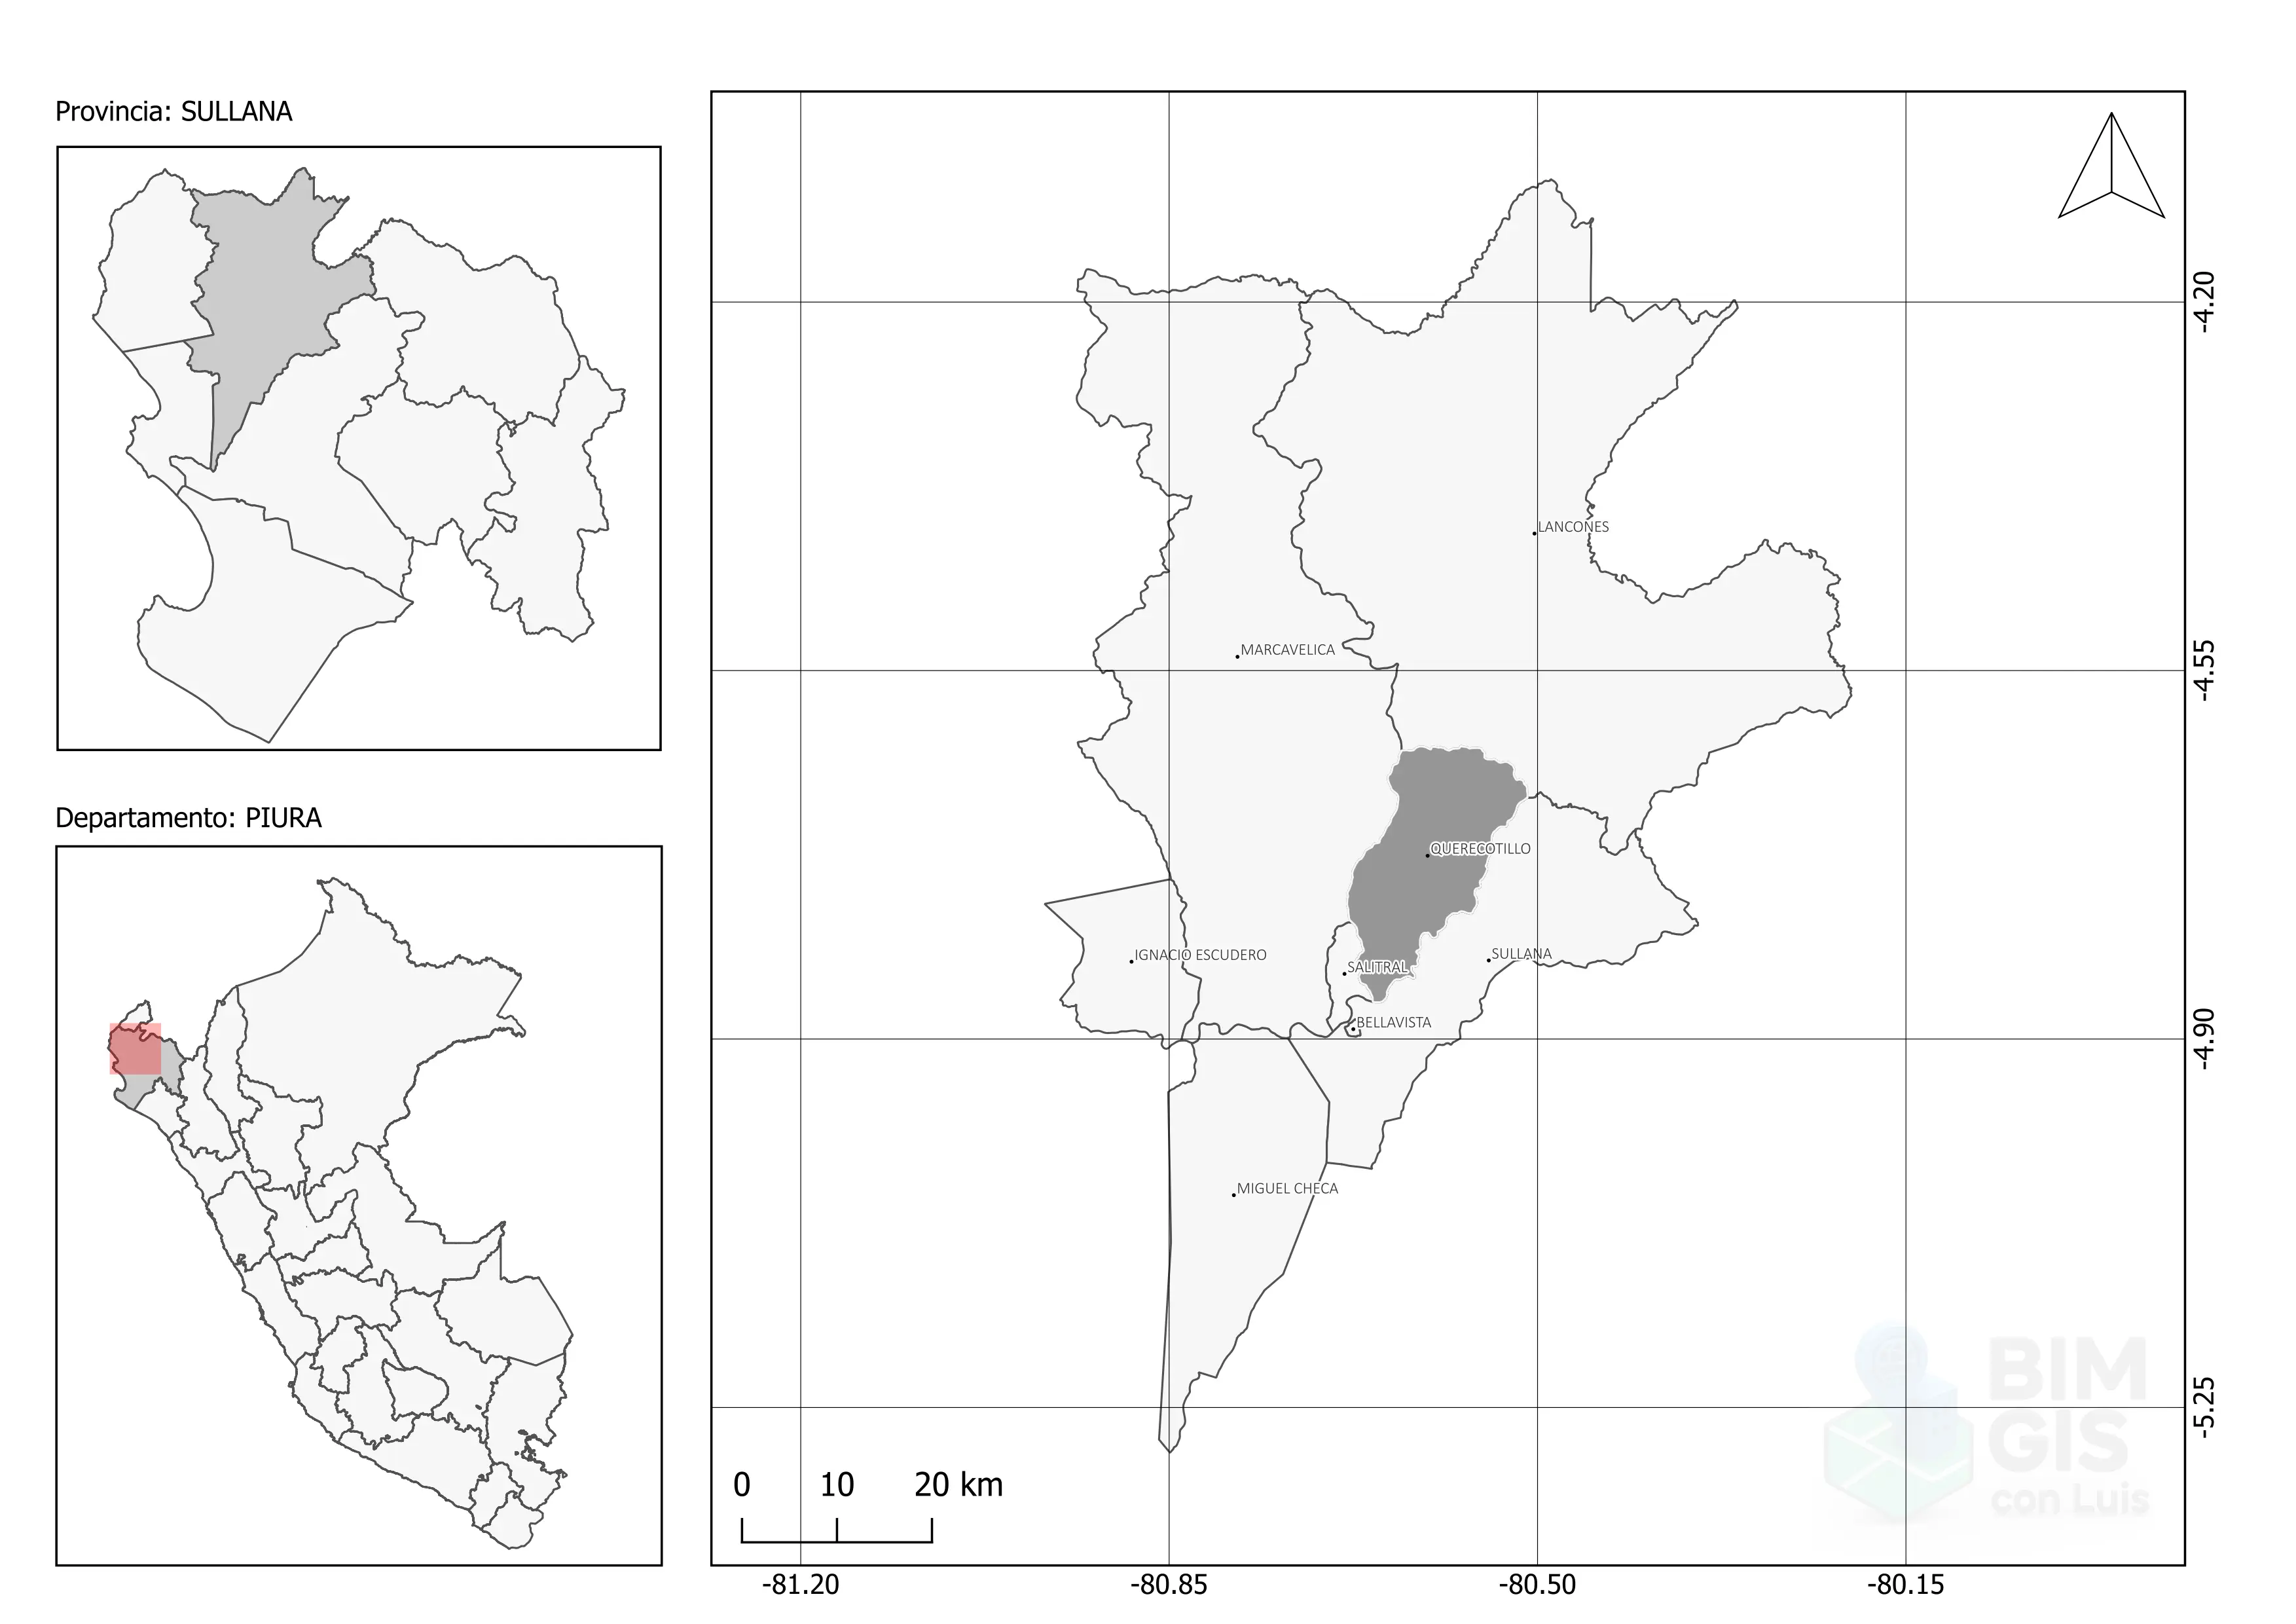 Provincia: SULLANA
Departamento: PIURA
LANCONES
MARCAVELICA
QUERECOTILLO
IGNACIO ESCUDERO
SULLANA
SALITRAL
BELLAVISTA
MIGUEL CHECA
-4.20
-4.55
-4.90
-5.25
0 10 20 km
-81.20 -80.85 -80.50 -80.15
BIM
GIS
con Luis